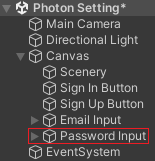 Photon Setting*
Main Camera
Directional Light
Canvas
Scenery
Sign In Button
Sign Up Button
Email Input
Password Input
EventSystem